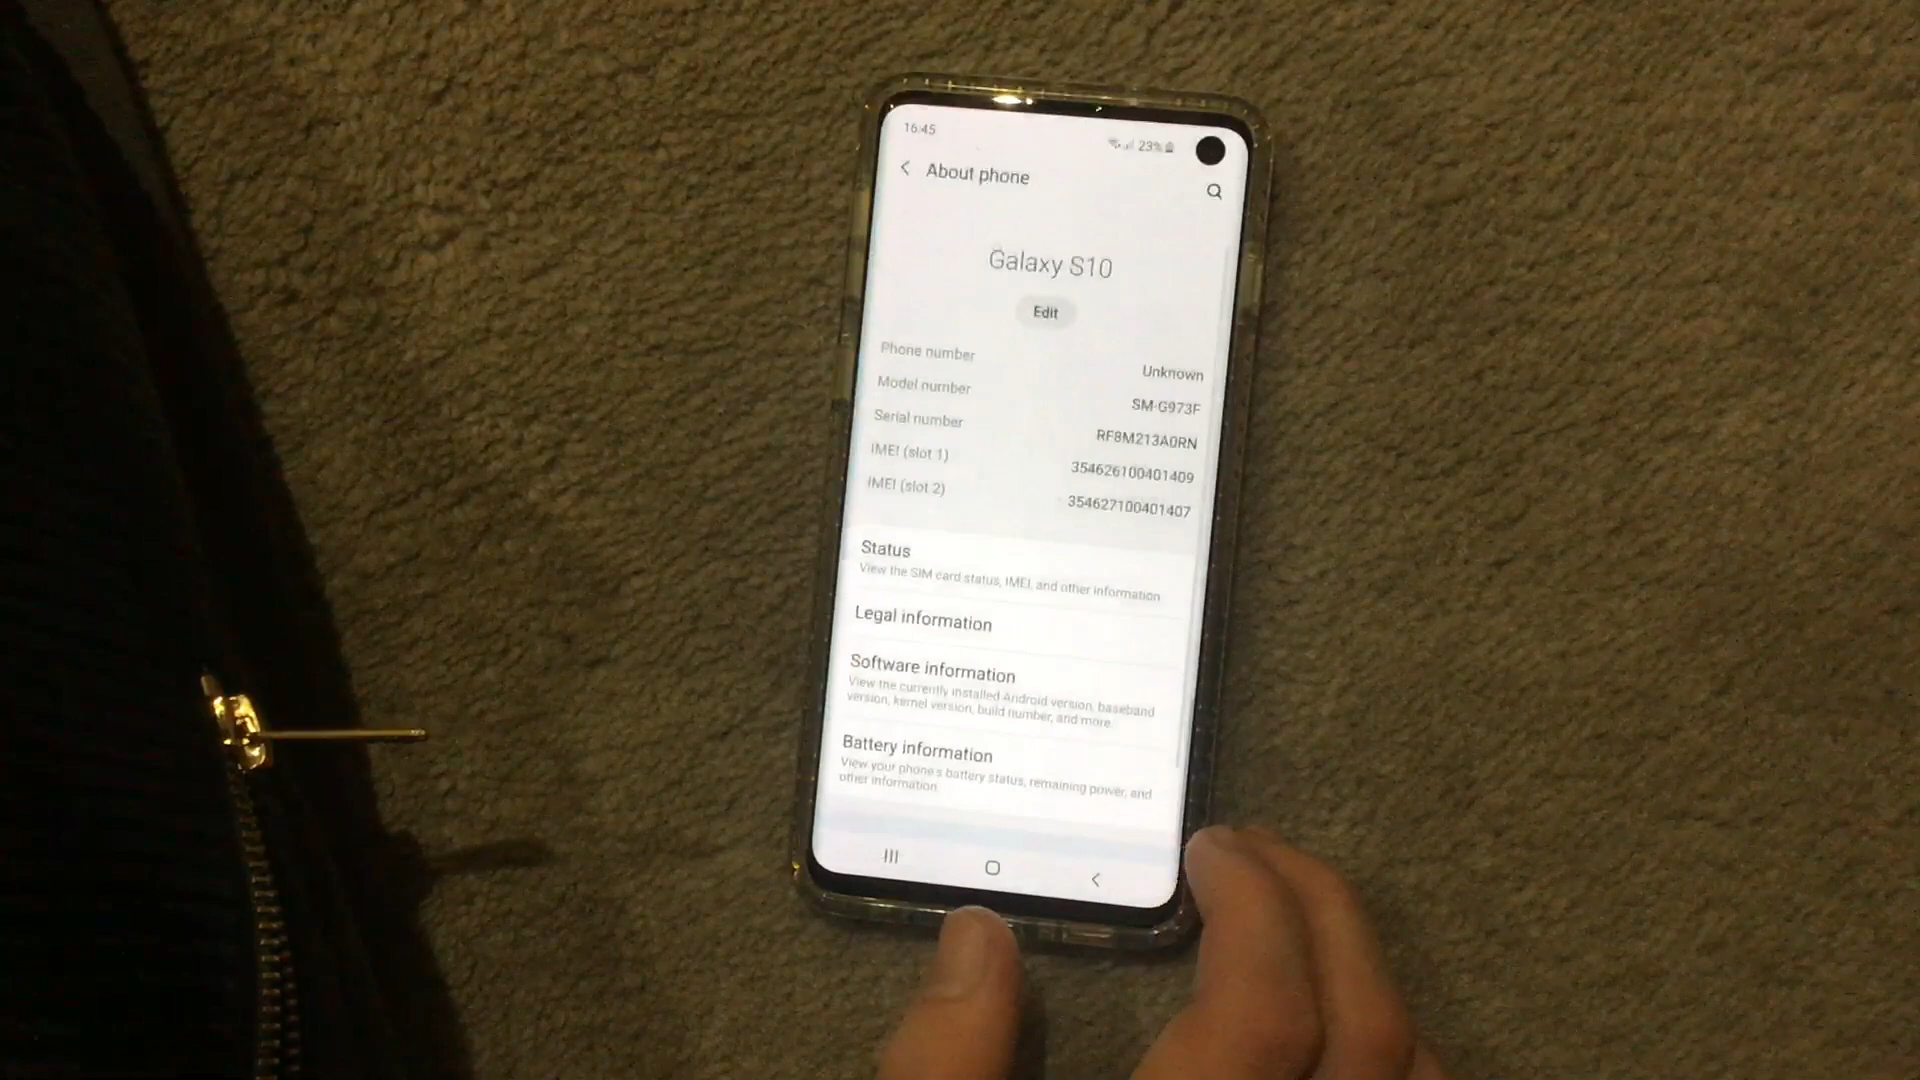 16:45
23%
About phone
Galaxy S10
Edit
Phone number
Unknown
Model number
SM-G973F
Serial number
RF8M213A0RN
IMEI (slot 1)
354626100401409
IMEI (slot 2)
354627100401407
Status
View the SIM card status, IMEI, and other information
Legal information
Software information
View the currently installed Android version, baseband
version, kernel version, build number, and more.
Battery information
View your phone's battery status, remaining power, and
other information.